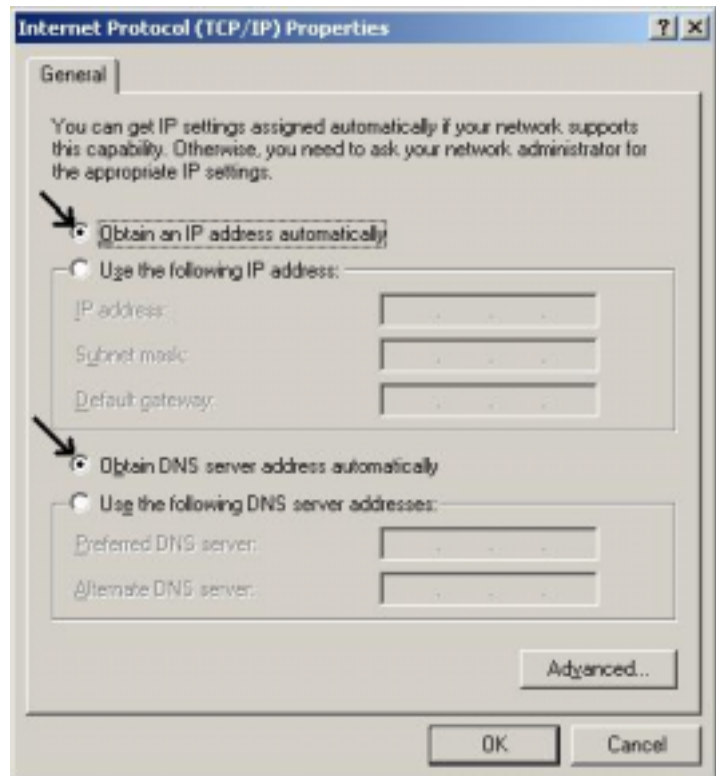 Internet Protocol (TCP/IP) Properties
General
You can get IP settings assigned automatically if your network supports
this capability. Otherwise, you need to ask your network administrator for
the appropriate IP settings.
Obtain an IP address automatically
Use the following IP address:
IP address:
Subnet mask:
Default gateway:
Obtain DNS server address automatically
Use the following DNS server addresses:
Preferred DNS server:
Alternate DNS server:
Advanced...
OK Cancel